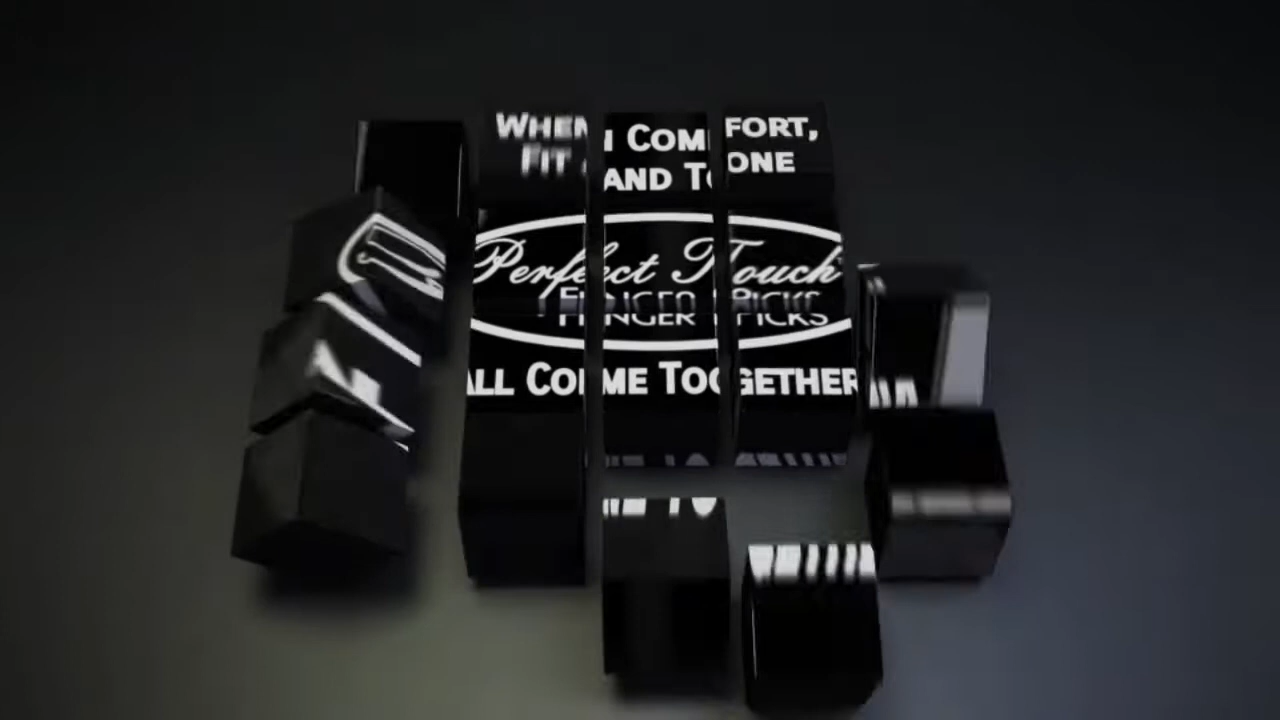 When Comfort,
Fit and Tone
Perfect Touch
Finger Picks
All Come Together